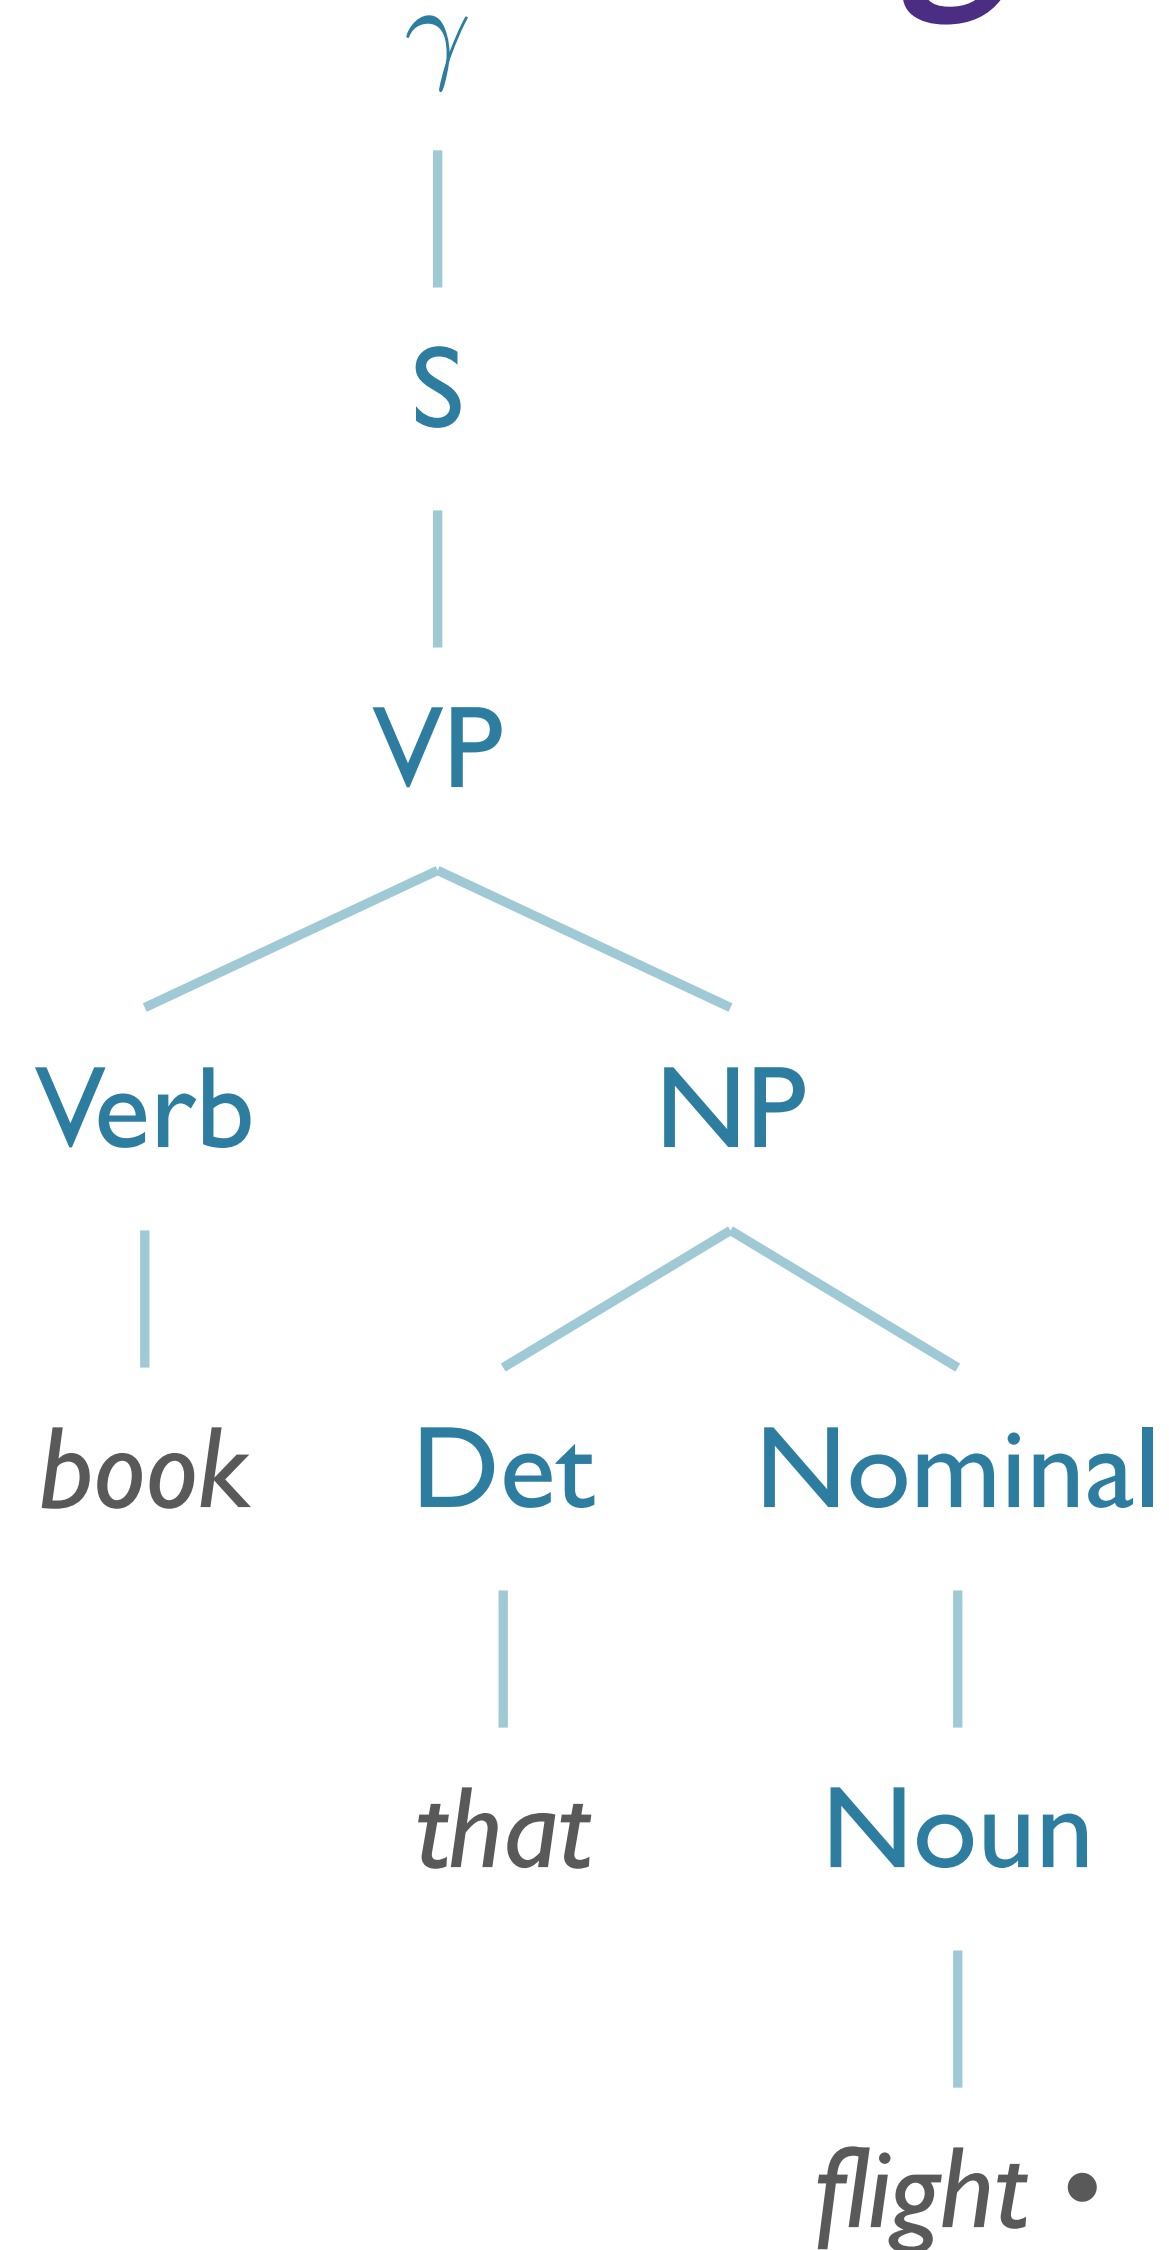 γ
S
VP
Verb NP
book Det Nominal
that Noun
flight •